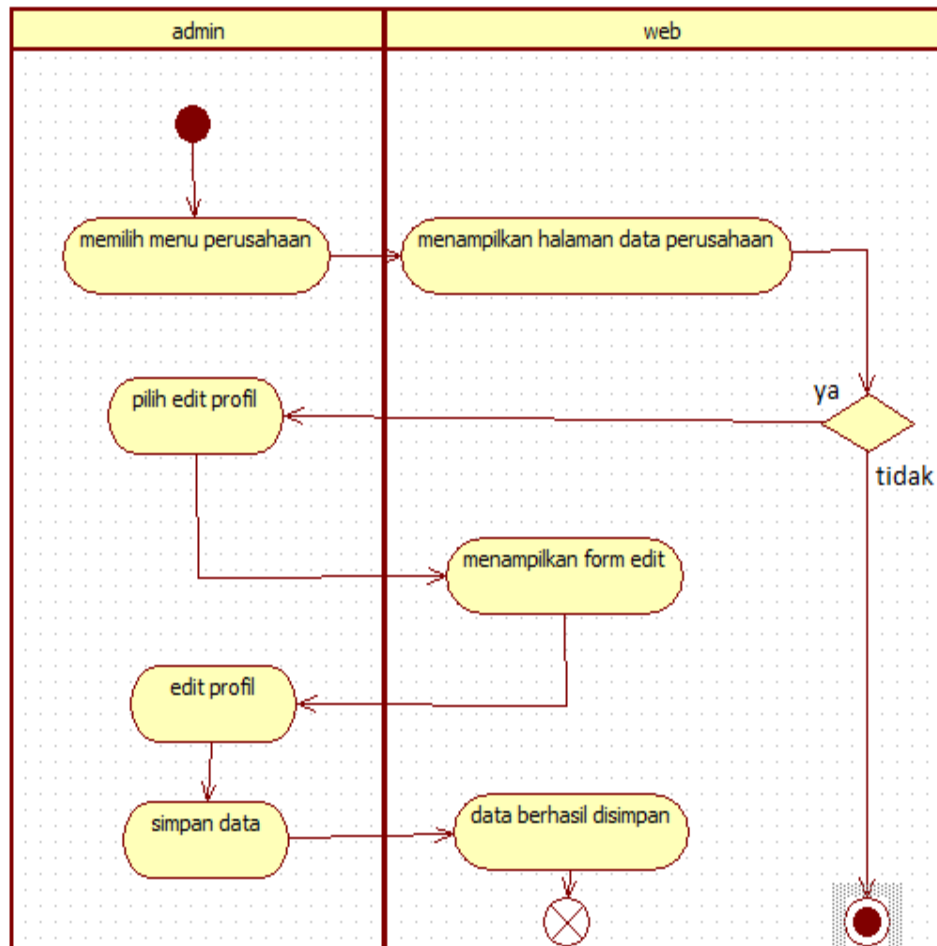 admin
web
memilih menu perusahaan
menampilkan halaman data perusahaan
ya
pilih edit profil
tidak
menampilkan form edit
edit profil
simpan data
data berhasil disimpan